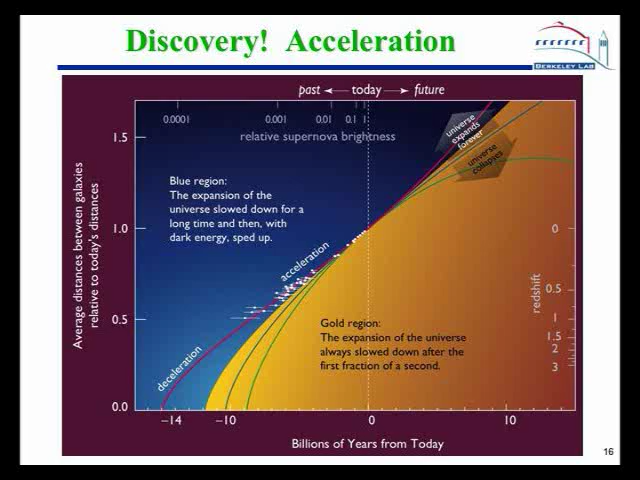 Discovery! Acceleration
BERKELEY LAB
past ← today → future
0.0001 0.001 0.01 0.1 1
relative supernova brightness
universe
expands
forever
universe
collapses
1.5
1.0
0.5
0.0
Average distances between galaxies
relative to today's distances
Blue region:
The expansion of the
universe slowed down for a
long time and then, with
dark energy, sped up.
acceleration
deceleration
Gold region:
The expansion of the universe
always slowed down after the
first fraction of a second.
0
0.5
1
1.5
2
3
redshift
−14 −10 0 10
Billions of Years from Today
16